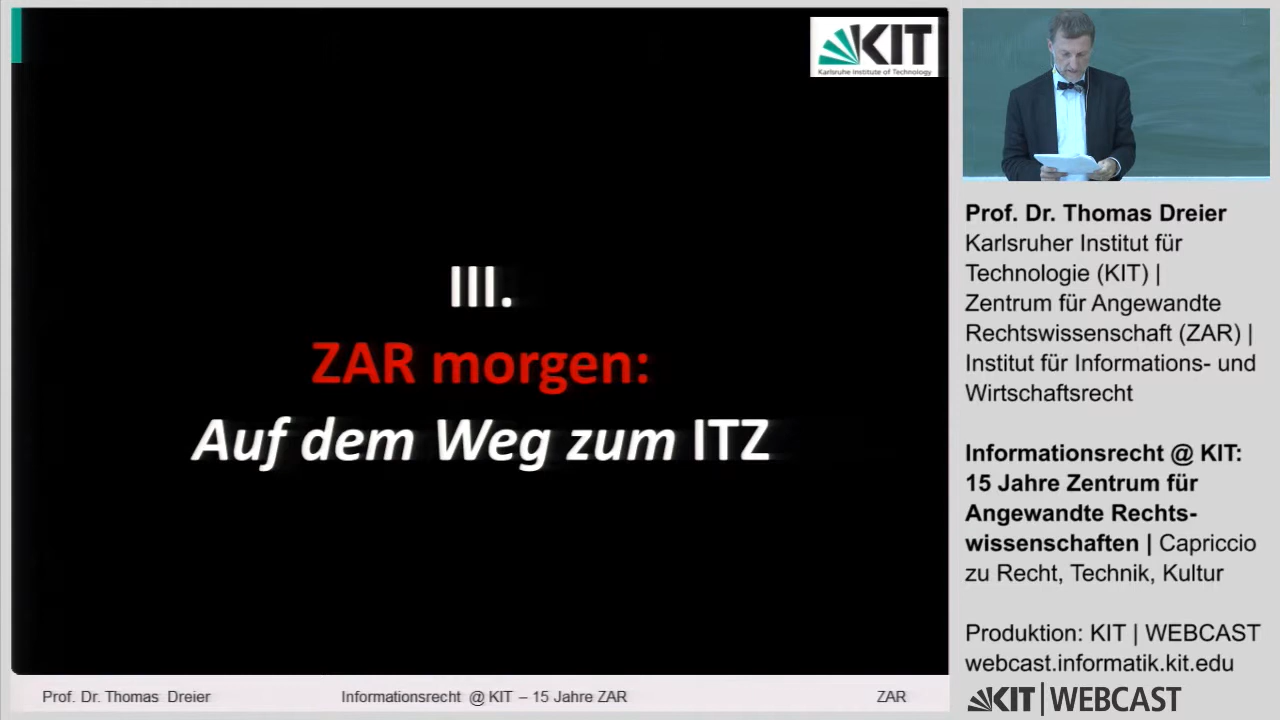 KIT
Karlsruhe Institute of Technology
III.
ZAR morgen:
Auf dem Weg zum ITZ
Prof. Dr. Thomas Dreier
Informationsrecht @ KIT – 15 Jahre ZAR
ZAR
Prof. Dr. Thomas Dreier
Karlsruher Institut für
Technologie (KIT) |
Zentrum für Angewandte
Rechtswissenschaft (ZAR) |
Institut für Informations- und
Wirtschaftsrecht
Informationsrecht @ KIT:
15 Jahre Zentrum für
Angewandte Rechts-
wissenschaften | Capriccio
zu Recht, Technik, Kultur
Produktion: KIT | WEBCAST
webcast.informatik.kit.edu
KIT | WEBCAST